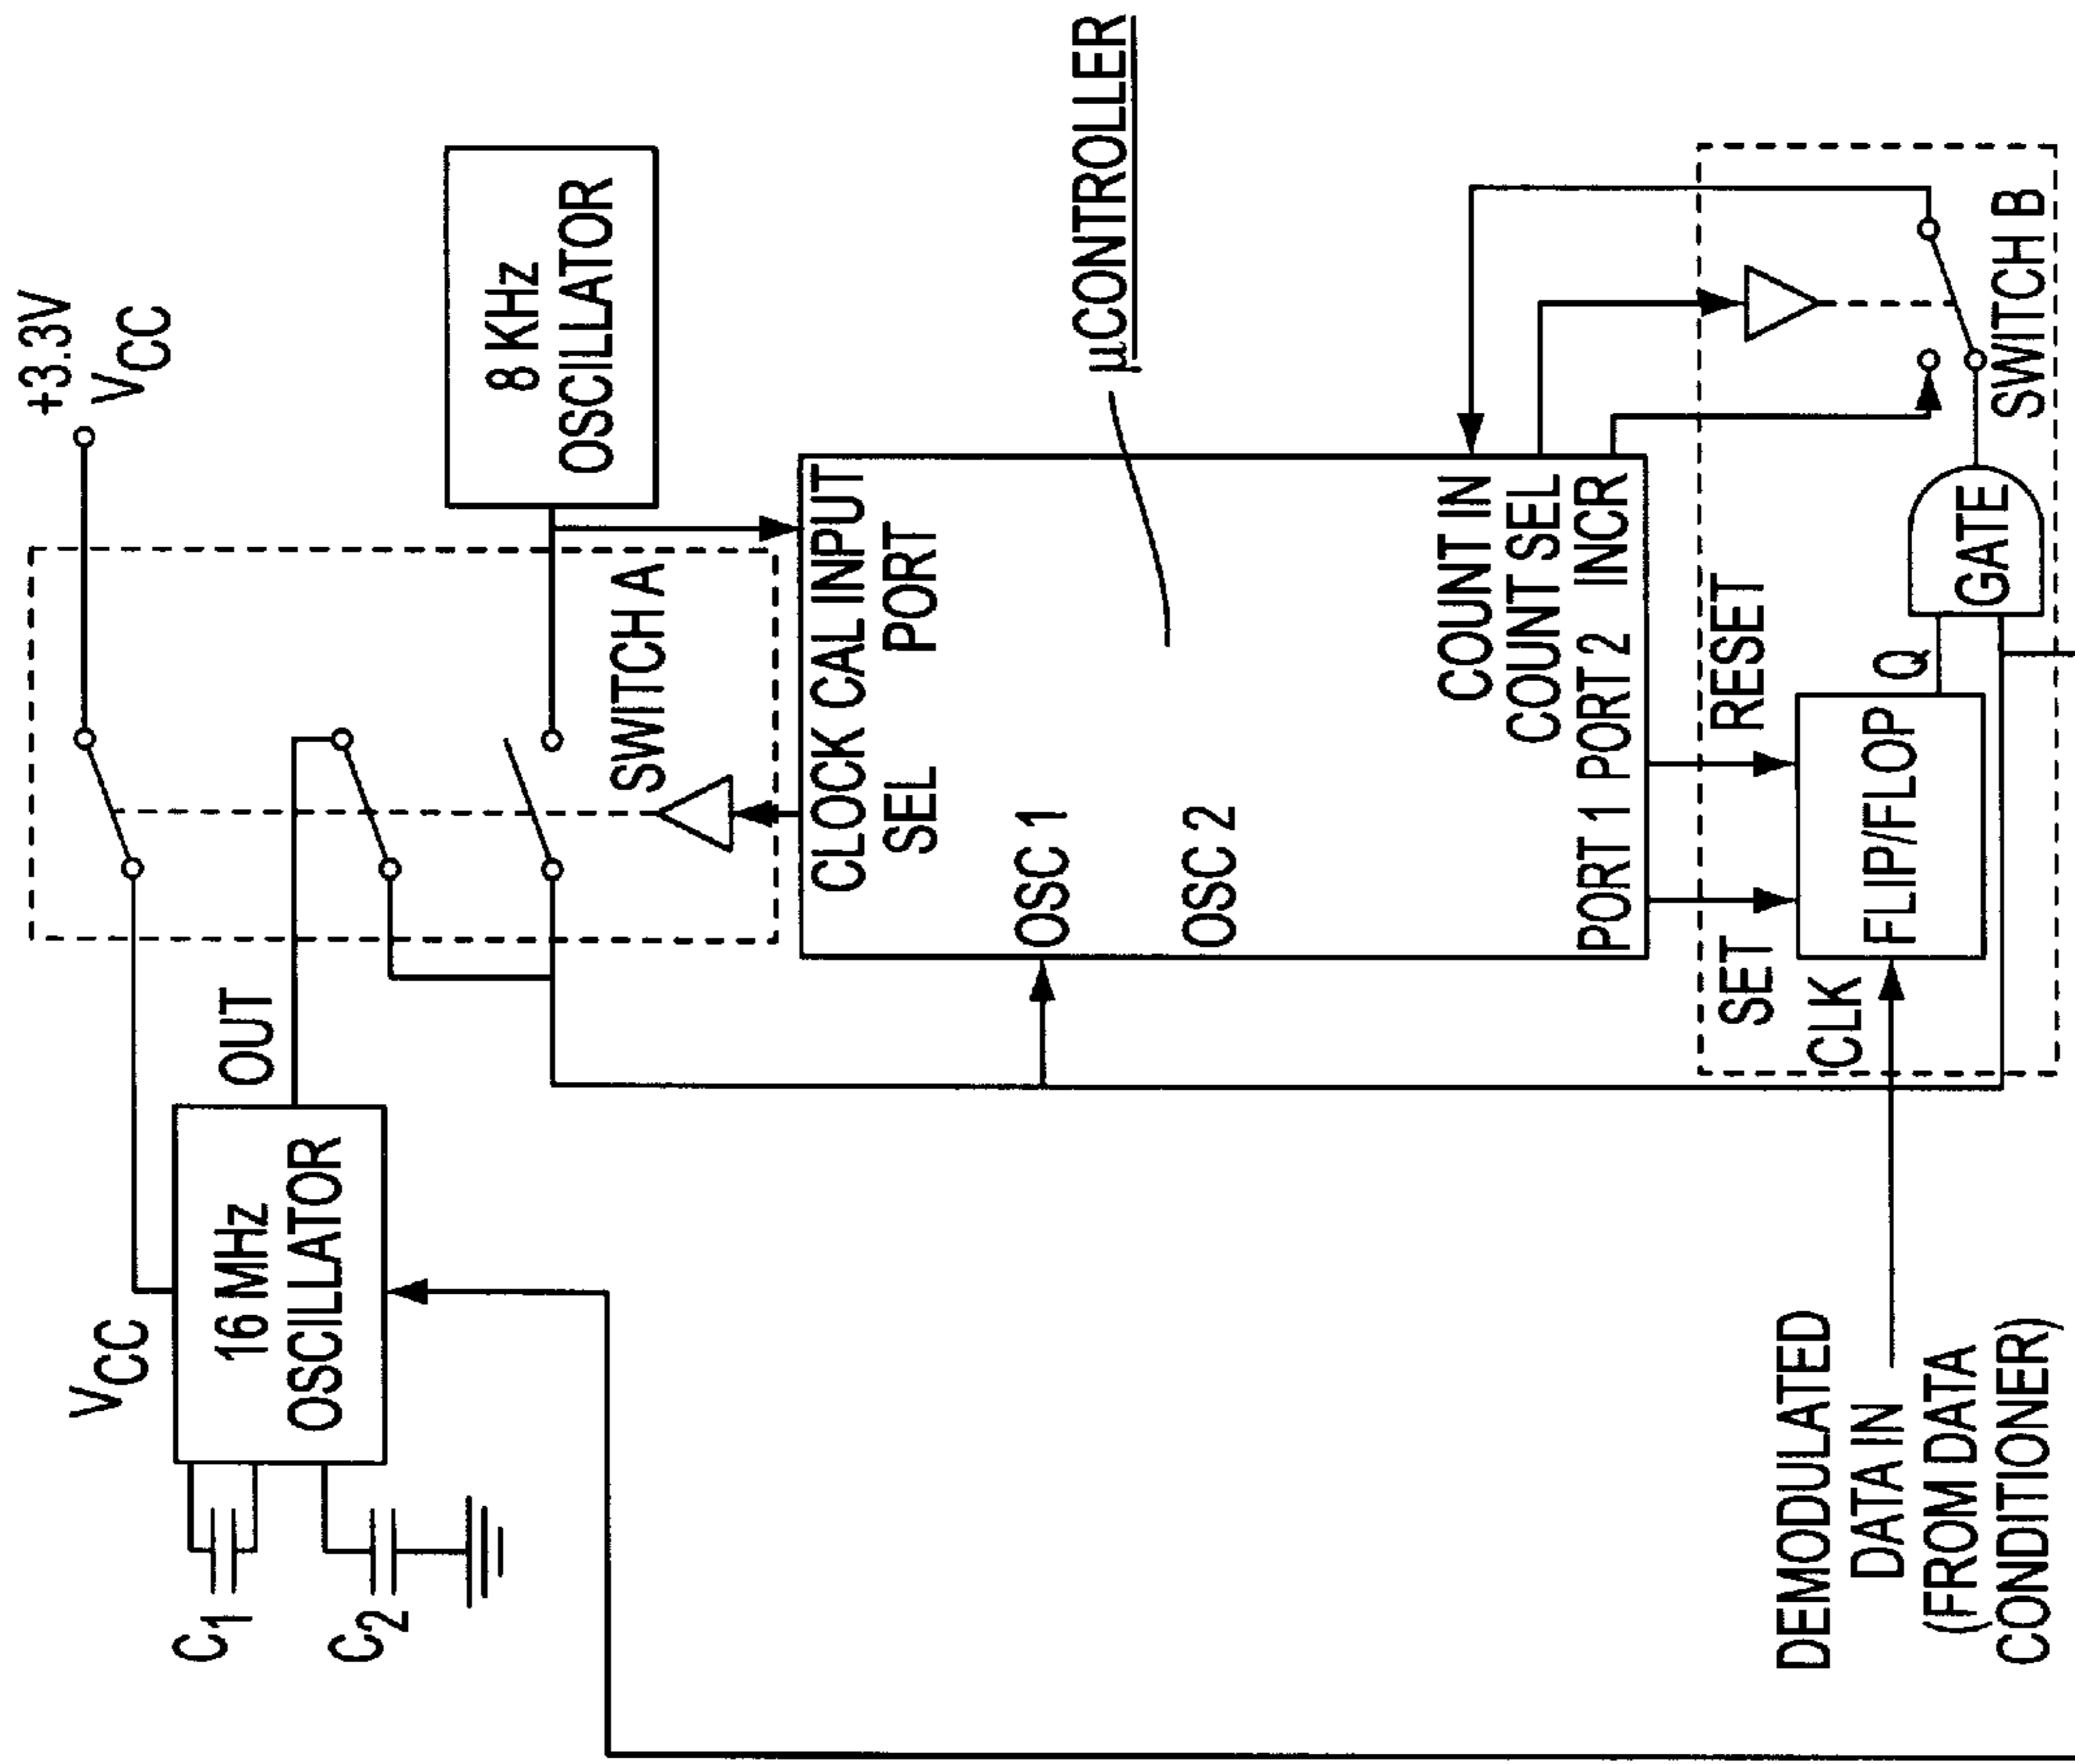 +3.3V
VCC
VCC
OUT
16 MHz
OSCILLATOR
C1
C2
8 KHz
OSCILLATOR
SWITCH A
CLOCK CAL INPUT
SEL PORT
OSC 1
OSC 2
µCONTROLLER
COUNT IN
COUNT SEL
PORT 1 PORT 2 INCR
SET
RESET
CLK
FLIP/FLOP
Q
GATE
SWITCH B
DEMODULATED
DATA IN
(FROM DATA
CONDITIONER)